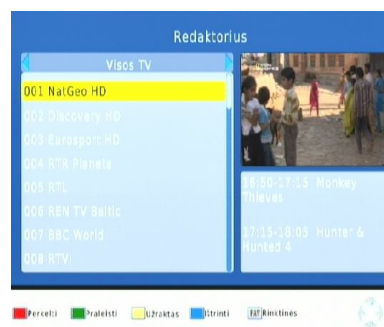 Redaktorius
Visos TV
001 NatGeo HD
002 Discovery HD
003 Eurosport HD
004 RTR Planeta
005 RTL
006 REN TV Baltic
007 BBC World
008 RTVi
16:50-17:15 Monkey
Thieves
17:15-18:05 Hunter &
Hunted 4
Perkelti
Praleisti
Užraktas
Ištrinti
FAV Rinktinės